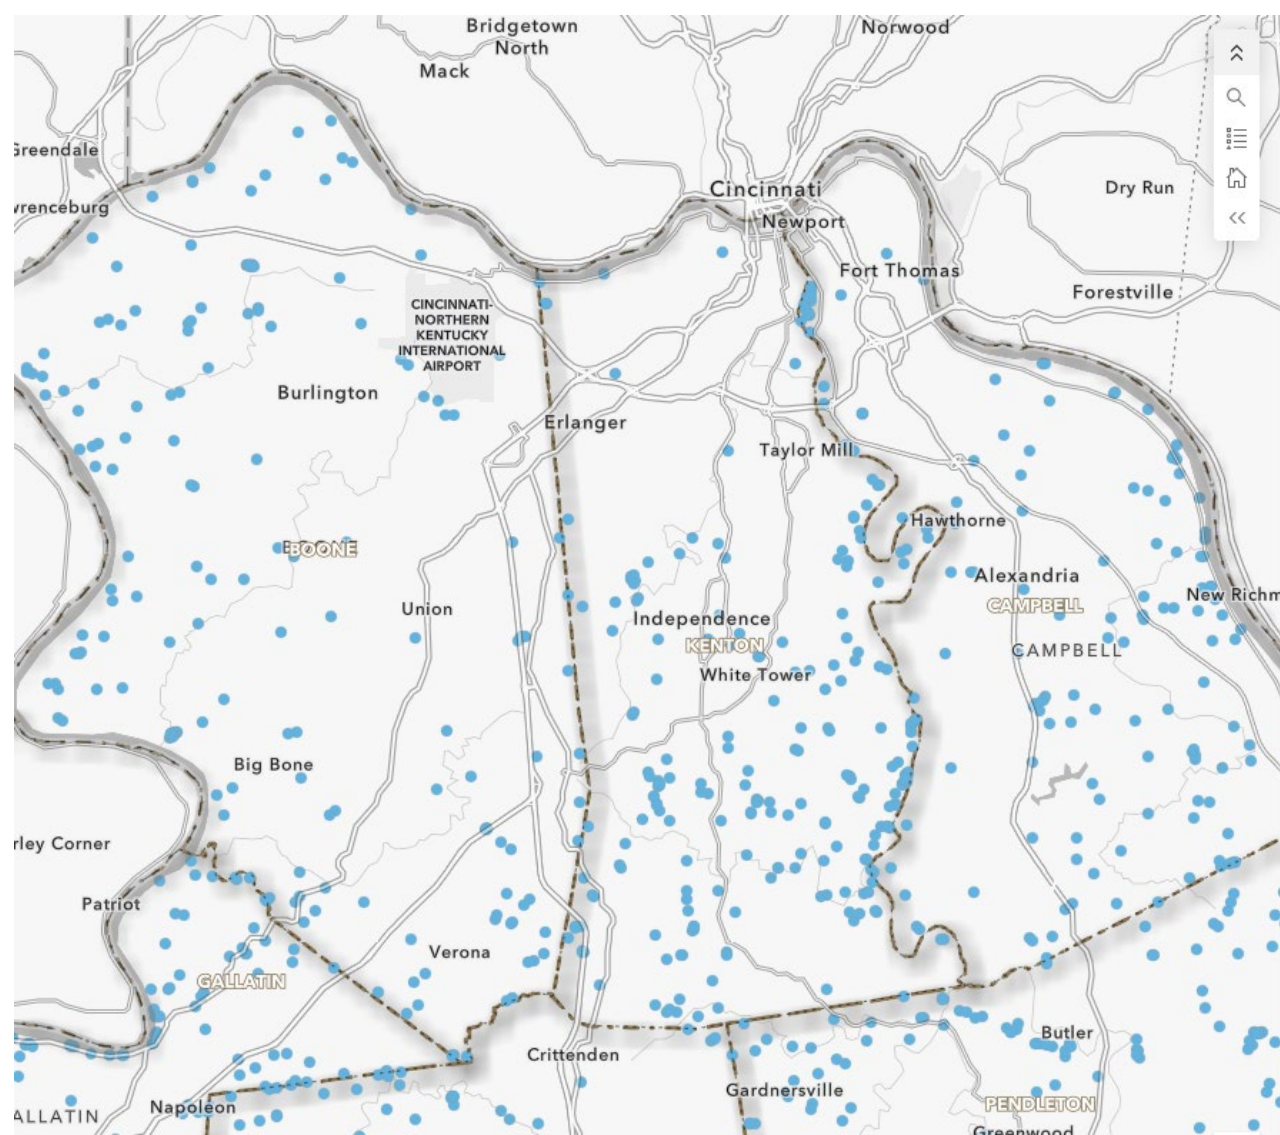 Bridgetown
North
Norwood
Mack
Greendale
Cincinnati
Dry Run
wrenceburg
Newport
Fort Thomas
Forestville
CINCINNATI-
NORTHERN
KENTUCKY
INTERNATIONAL
AIRPORT
Burlington
Erlanger
Taylor Mill
Hawthorne
BOONE
Alexandria
New Richm
Union
CAMPBELL
Independence
KENTON
CAMPBELL
White Tower
Big Bone
rley Corner
Patriot
Verona
GALLATIN
Butler
Crittenden
Gardnersville
PENDLETON
Napoleon
ALLATIN
Greenwood